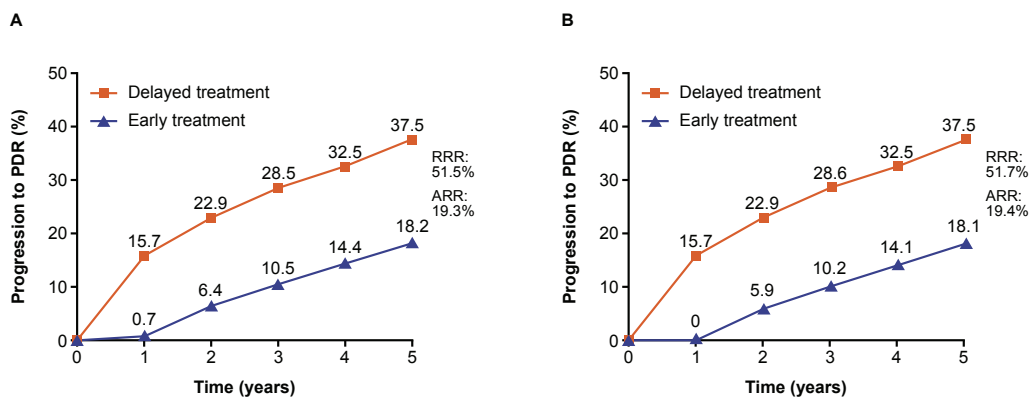 A
Progression to PDR (%)
50
40
30
20
10
0
Delayed treatment
Early treatment
15.7
22.9
28.5
32.5
37.5
0.7
6.4
10.5
14.4
18.2
RRR:
51.5%
ARR:
19.3%
0 1 2 3 4 5
Time (years)
B
Progression to PDR (%)
50
40
30
20
10
0
Delayed treatment
Early treatment
15.7
22.9
28.6
32.5
37.5
0
5.9
10.2
14.1
18.1
RRR:
51.7%
ARR:
19.4%
0 1 2 3 4 5
Time (years)